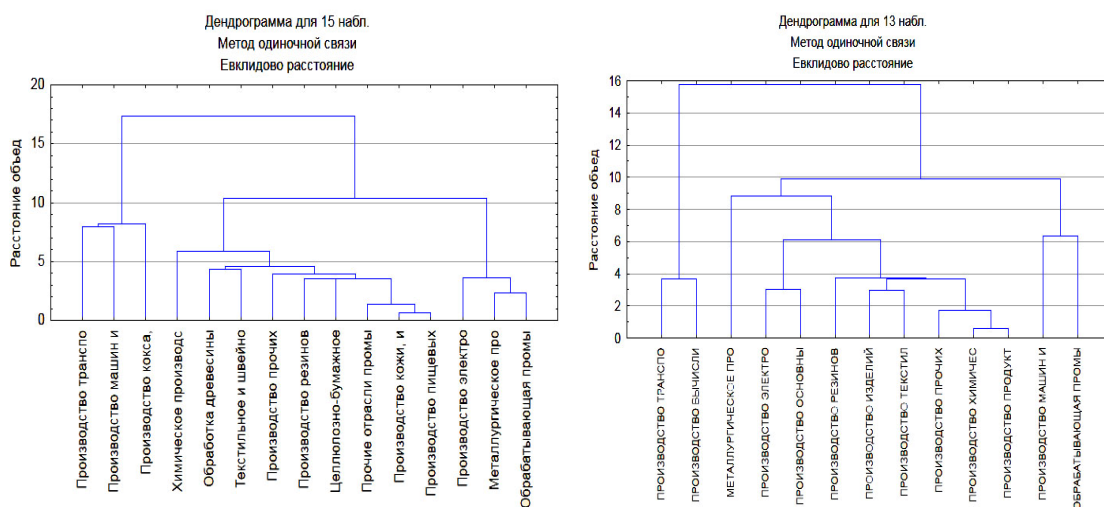 Дендрограмма для 15 набл.
Метод одиночной связи
Евклидово расстояние
20
15
10
5
0
Расстояние объед
Производство транспо
Производство машин и
Производство кокса,
Химическое производс
Обработка древесины
Текстильное и швейно
Производство прочих
Производство резинов
Целлюлозно-бумажное
Прочие отрасли промы
Производство кожи, и
Производство пищевых
Производство электро
Металлургическое про
Обрабатывающая промы
Дендрограмма для 13 набл.
Метод одиночной связи
Евклидово расстояние
16
14
12
10
8
6
4
2
0
Расстояние объед
ПРОИЗВОДСТВО ТРАНСПО
ПРОИЗВОДСТВО ВЫЧИСЛИ
МЕТАЛЛУРГИЧЕСКОЕ ПРО
ПРОИЗВОДСТВО ЭЛЕКТРО
ПРОИЗВОДСТВО ОСНОВНЫ
ПРОИЗВОДСТВО РЕЗИНОВ
ПРОИЗВОДСТВО ИЗДЕЛИЙ
ПРОИЗВОДСТВО ТЕКСТИЛ
ПРОИЗВОДСТВО ПРОЧИХ
ПРОИЗВОДСТВО ХИМИЧЕС
ПРОИЗВОДСТВО ПРОДУКТ
ПРОИЗВОДСТВО МАШИН И
ОБРАБАТЫВАЮЩАЯ ПРОМЫ